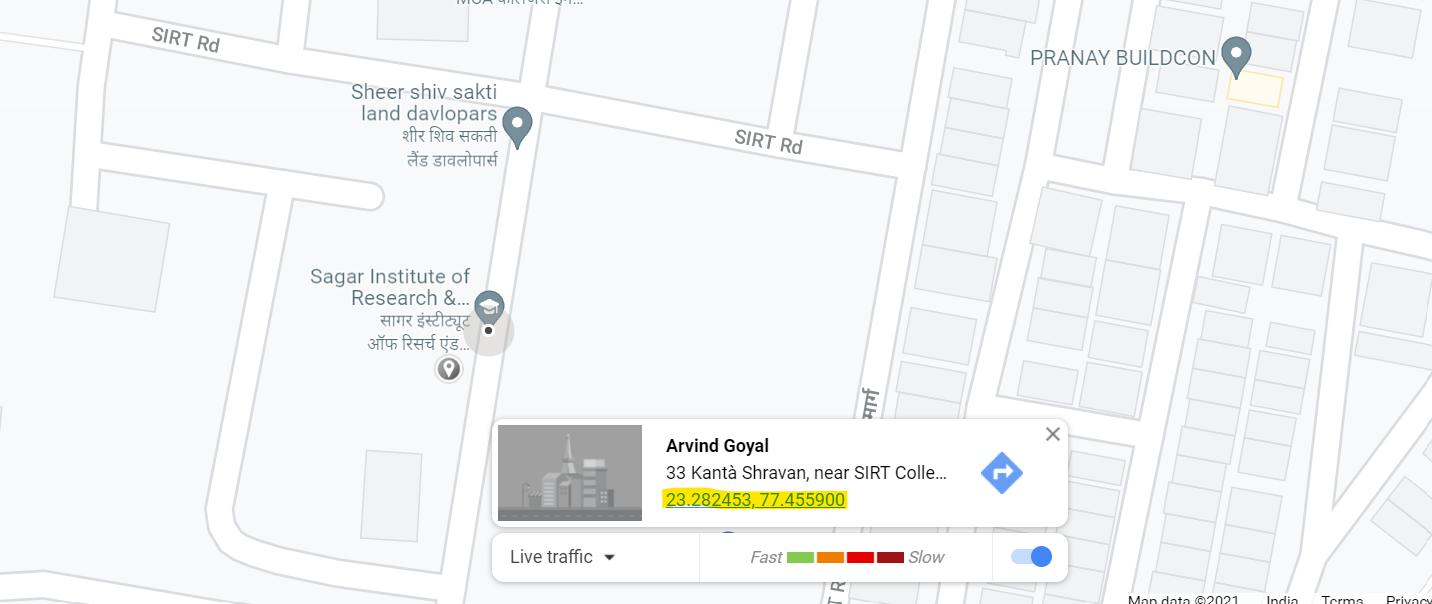 SIRT Rd
PRANAY BUILDCON
Sheer shiv sakti
land davlopars
शीर शिव सकती
लैंड डावलोपार्स
SIRT Rd
Sagar Institute of
Research &...
सागर इंस्टीट्यूट
ऑफ रिसर्च एंड...
मार्ग
Arvind Goyal
33 Kantà Shravan, near SIRT Colle...
23.282453, 77.455900
Live traffic
Fast
Slow
Map data ©2021
India
Terms
Privacy